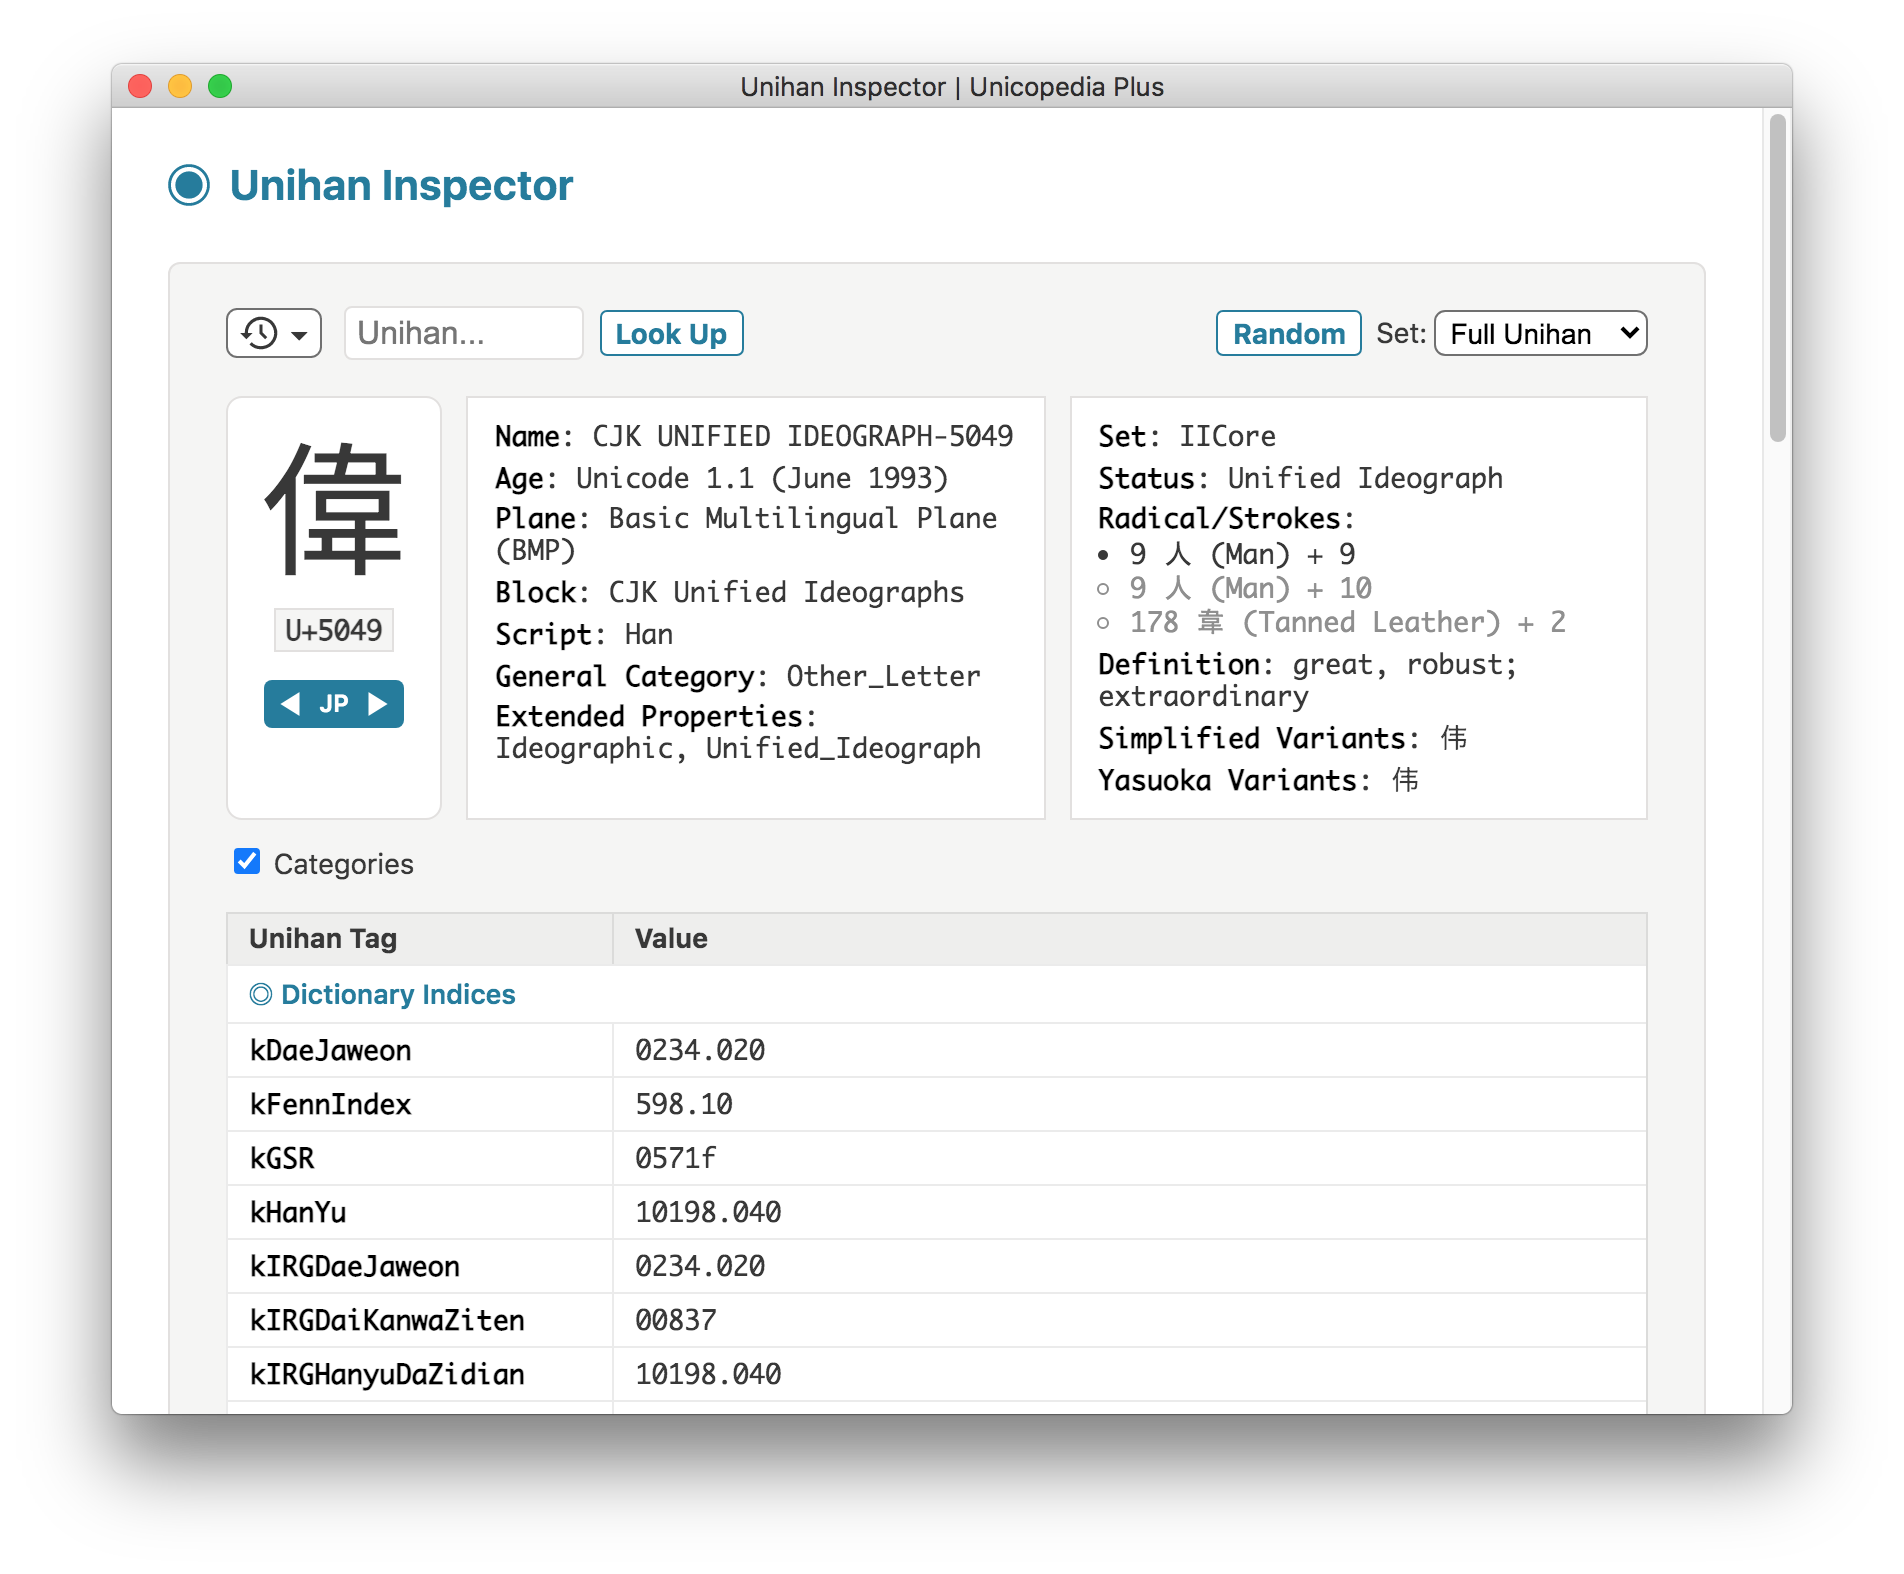 Unihan Inspector | Unicopedia Plus
Unihan Inspector
Unihan...
Look Up
Random
Set:
Full Unihan
偉
U+5049
JP
Name: CJK UNIFIED IDEOGRAPH-5049
Age: Unicode 1.1 (June 1993)
Plane: Basic Multilingual Plane
(BMP)
Block: CJK Unified Ideographs
Script: Han
General Category: Other_Letter
Extended Properties:
Ideographic, Unified_Ideograph
Set: IICore
Status: Unified Ideograph
Radical/Strokes:
• 9 人 (Man) + 9
◦ 9 人 (Man) + 10
◦ 178 韋 (Tanned Leather) + 2
Definition: great, robust;
extraordinary
Simplified Variants: 伟
Yasuoka Variants: 伟
Categories
Unihan Tag
Value
◎ Dictionary Indices
kDaeJaweon
0234.020
kFennIndex
598.10
kGSR
0571f
kHanYu
10198.040
kIRGDaeJaweon
0234.020
kIRGDaiKanwaZiten
00837
kIRGHanyuDaZidian
10198.040